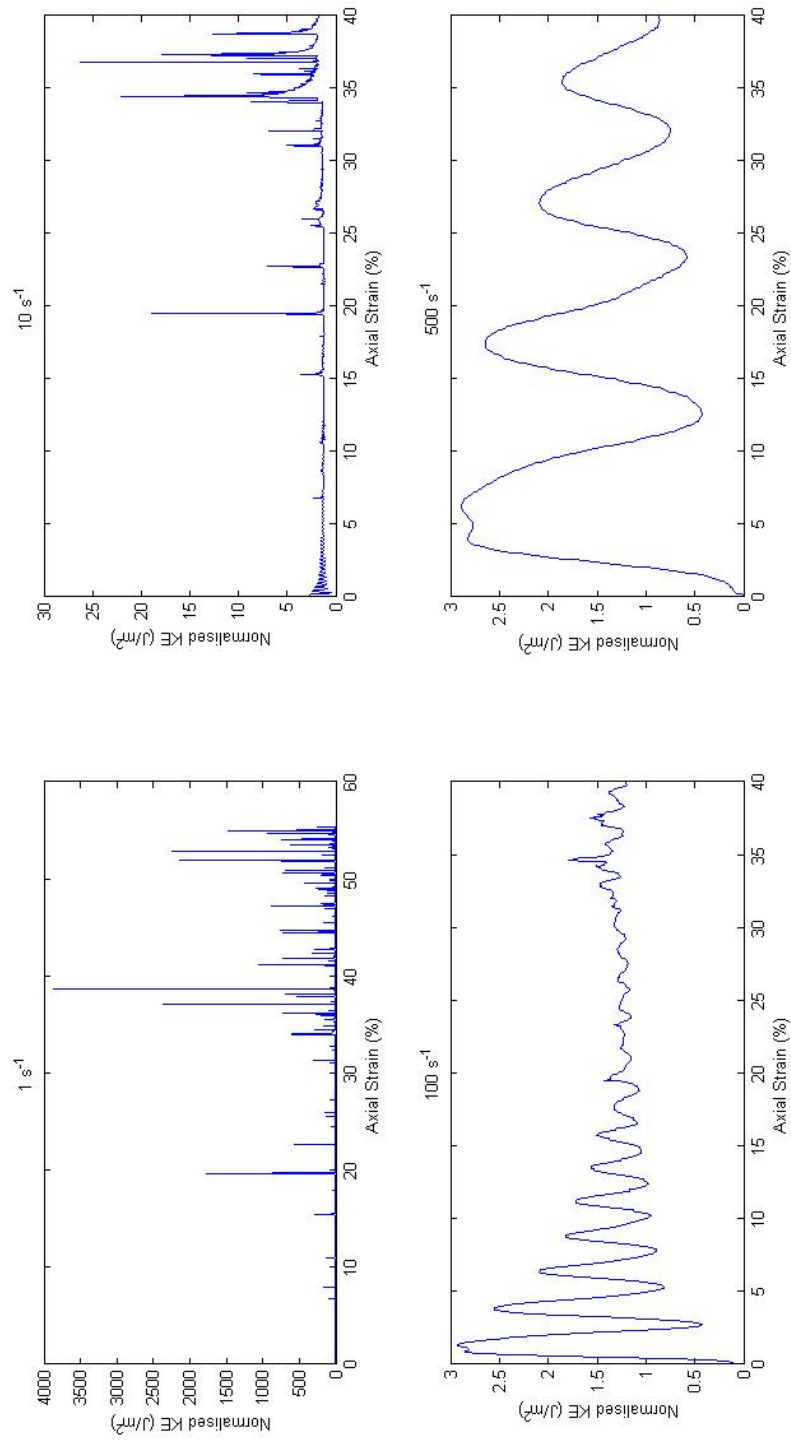 1 s⁻¹
4000
3500
3000
2500
2000
1500
1000
500
0
Normalised KE (J/m²)
0 10 20 30 40 50 60
Axial Strain (%)
10 s⁻¹
30
25
20
15
10
5
0
Normalised KE (J/m²)
0 5 10 15 20 25 30 35 40
Axial Strain (%)
100 s⁻¹
3
2.5
2
1.5
1
0.5
0
Normalised KE (J/m²)
0 5 10 15 20 25 30 35 40
Axial Strain (%)
500 s⁻¹
3
2.5
2
1.5
1
0.5
0
Normalised KE (J/m²)
0 5 10 15 20 25 30 35 40
Axial Strain (%)